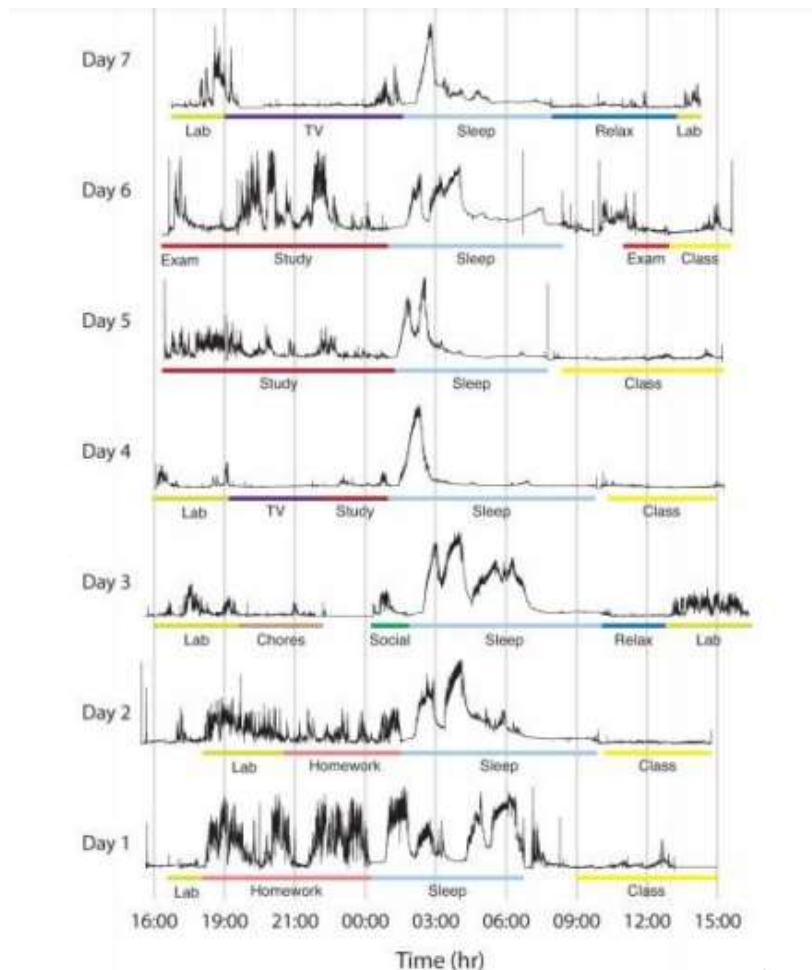 Day 7
Lab TV Sleep Relax Lab
Day 6
Exam Study Sleep Exam Class
Day 5
Study Sleep Class
Day 4
Lab TV Study Sleep Class
Day 3
Lab Chores Social Sleep Relax Lab
Day 2
Lab Homework Sleep Class
Day 1
Lab Homework Sleep Class
16:00 19:00 21:00 00:00 03:00 06:00 09:00 12:00 15:00
Time (hr)